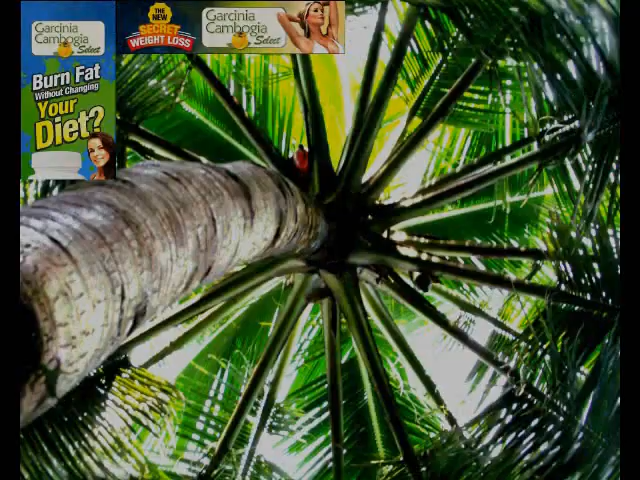 Garcinia
Cambogia
Select
Burn Fat
Without Changing
Your
Diet?
THE
NEW
SECRET
WEIGHT LOSS
Garcinia
Cambogia
Select